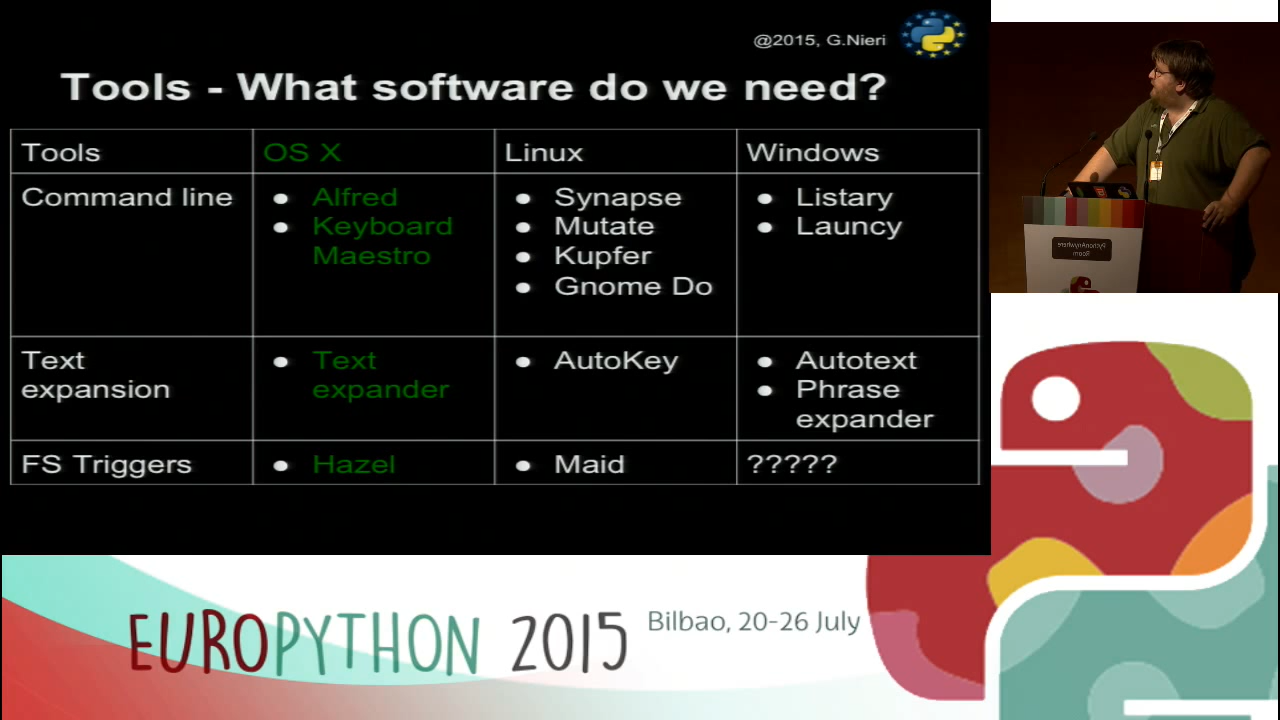 @2015, G.Nieri
Tools - What software do we need?
Tools
OS X
Linux
Windows
Command line
Alfred
Keyboard
Maestro
Synapse
Mutate
Kupfer
Gnome Do
Listary
Launcy
Text
expansion
Text
expander
AutoKey
Autotext
Phrase
expander
FS Triggers
Hazel
Maid
?????
PythonAnywhere
Room
EUROPYTHON 2015
Bilbao, 20-26 July